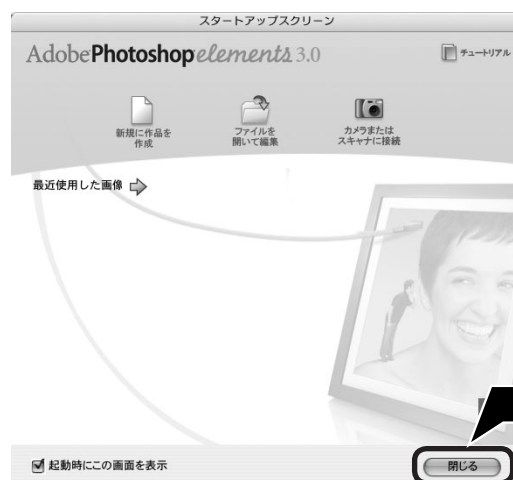 スタートアップスクリーン
Adobe Photoshop elements 3.0
チュートリアル
新規に作品を
作成
ファイルを
開いて編集
カメラまたは
スキャナに接続
最近使用した画像
起動時にこの画面を表示
閉じる